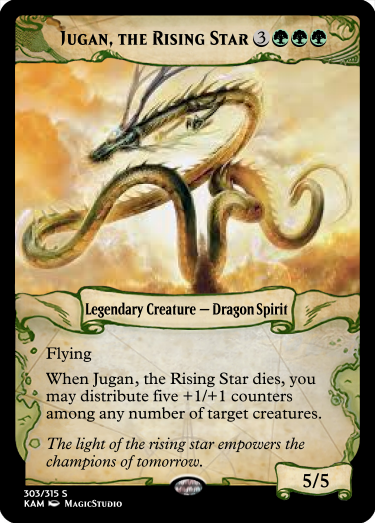 Jugan, the Rising Star 3
Legendary Creature — Dragon Spirit
Flying
When Jugan, the Rising Star dies, you
may distribute five +1/+1 counters
among any number of target creatures.
The light of the rising star empowers the
champions of tomorrow.
5/5
303/315 S
KAM MagicStudio